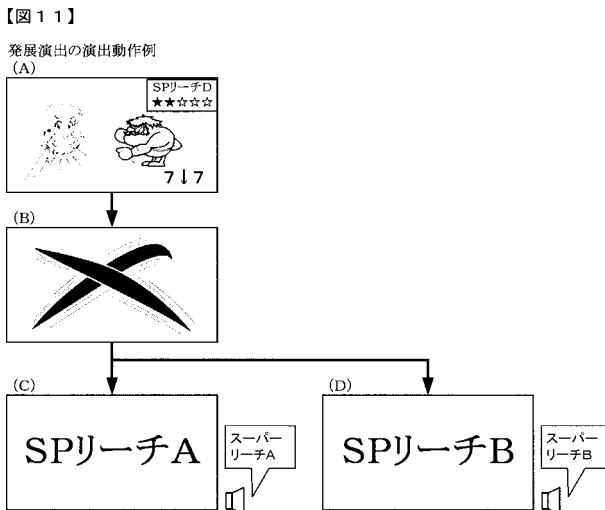 【図１１】
発展演出の演出動作例
(A)
SPリーチD
★★☆☆☆
7↓7
(B)
(C)
SPリーチA
スーパー
リーチA
(D)
SPリーチB
スーパー
リーチB